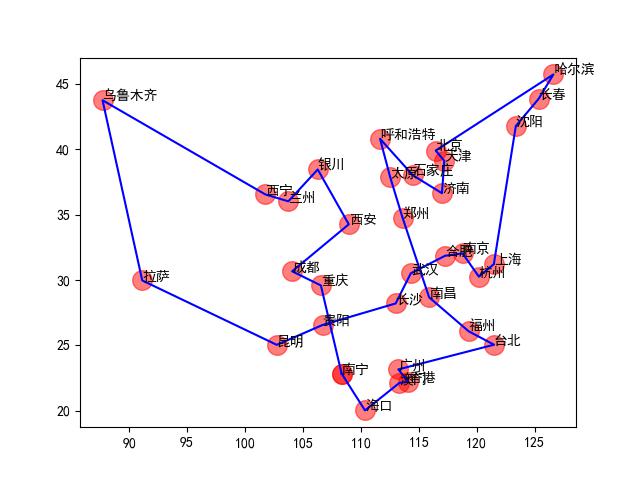 45
40
35
30
25
20
90
95
100
105
110
115
120
125
哈尔滨
乌鲁木齐
长春
沈阳
呼和浩特
北京
天津
银川
太原
石家庄
西宁
兰州
济南
郑州
西安
合肥
南京
上海
成都
武汉
杭州
拉萨
重庆
长沙
南昌
贵阳
福州
昆明
台北
南宁
广州
香港
海口